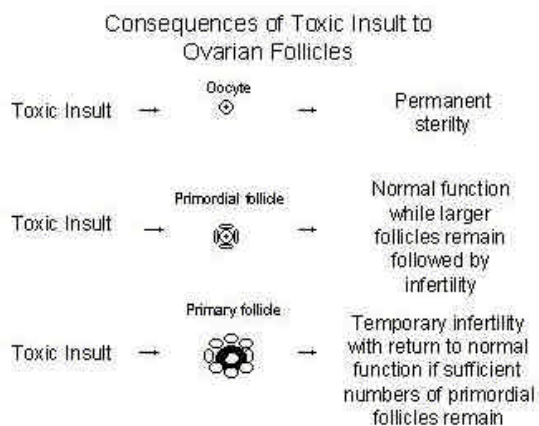 Consequences of Toxic Insult to
Ovarian Follicles
Oocyte
Toxic Insult → → Permanent
sterilty
Primordial follicle
Toxic Insult → → Normal function
while larger
follicles remain
followed by
infertility
Primary follicle
Toxic Insult → → Temporary infertility
with return to normal
function if sufficient
numbers of primordial
follicles remain